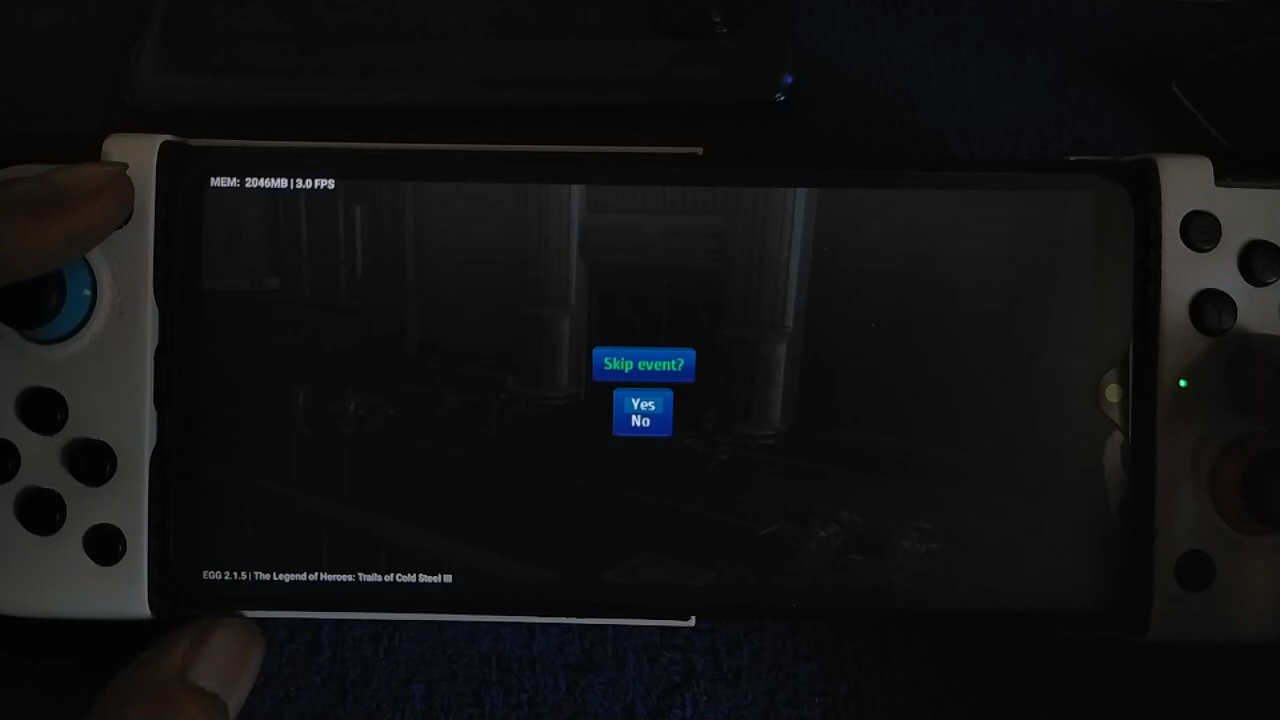 MEM: 2046MB | 3.0 FPS
Skip event?
Yes
No
EGG 2.1.5 | The Legend of Heroes: Trails of Cold Steel III
Y